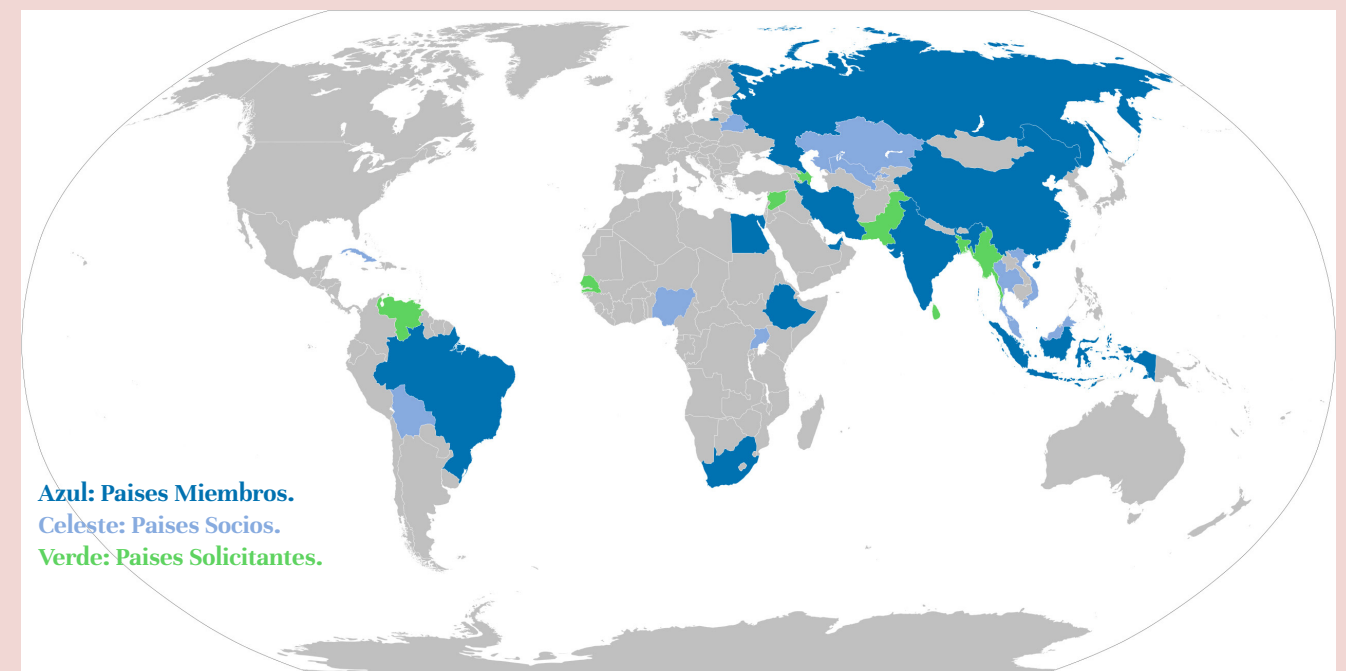 Azul: Paises Miembros.
Celeste: Paises Socios.
Verde: Paises Solicitantes.